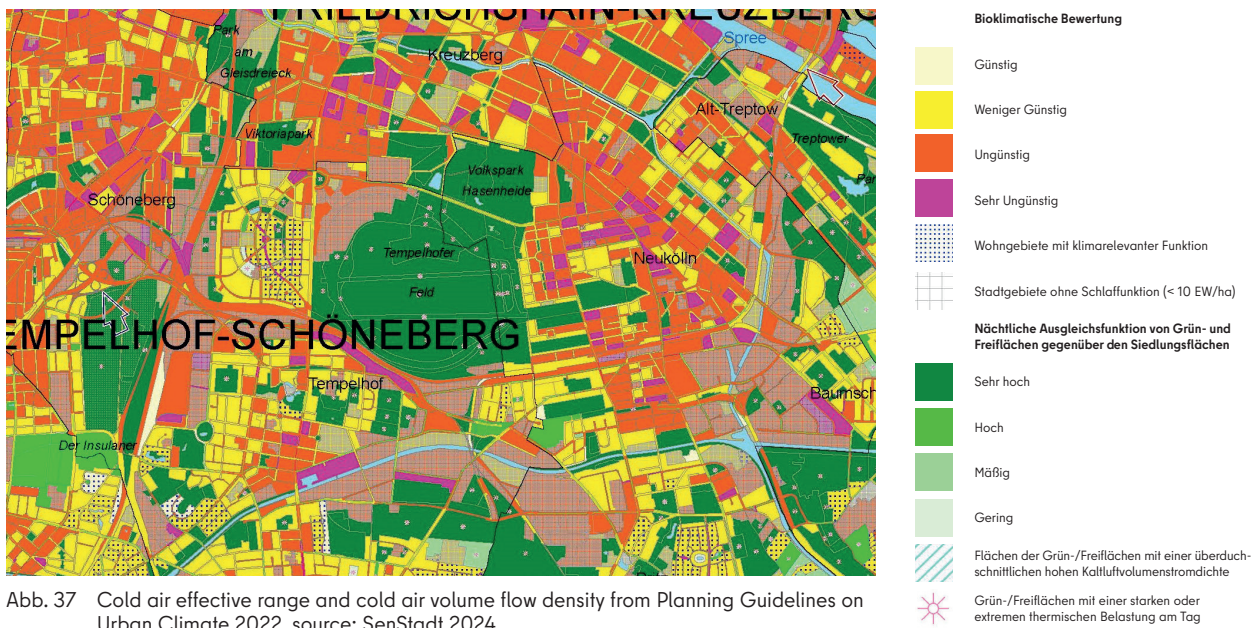 FRIEDRICHSHAIN-KREUZBERG
Park
am
Gleisdreieck
Kreuzberg
Spree
Alt-Treptow
Viktoriapark
Treptower
Volkspark
Hasenheide
Schöneberg
Tempelhofer
Feld
Neukölln
EMPELHOF-SCHÖNEBERG
Tempelhof
Baumsch
Der Insulaner
Abb. 37 Cold air effective range and cold air volume flow density from Planning Guidelines on
Urban Climate 2022, source: SenStadt 2024
Bioklimatische Bewertung
Günstig
Weniger Günstig
Ungünstig
Sehr Ungünstig
Wohngebiete mit klimarelevanter Funktion
Stadtgebiete ohne Schlaffunktion (< 10 EW/ha)
Nächtliche Ausgleichsfunktion von Grün- und
Freiflächen gegenüber den Siedlungsflächen
Sehr hoch
Hoch
Mäßig
Gering
Flächen der Grün-/Freiflächen mit einer überduch-
schnittlichen hohen Kaltluftvolumenstromdichte
Grün-/Freiflächen mit einer starken oder
extremen thermischen Belastung am Tag